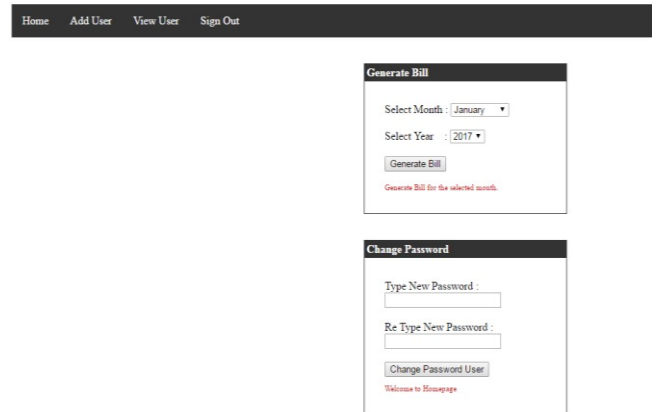 Home Add User View User Sign Out
Generate Bill
Select Month : January
Select Year : 2017
Generate Bill
Generate Bill for the selected month.
Change Password
Type New Password :
Re Type New Password :
Change Password User
Welcome to Homepage